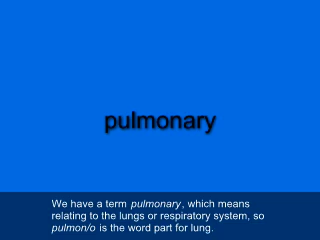 pulmonary
We have a term pulmonary, which means
relating to the lungs or respiratory system, so
pulmon/o is the word part for lung.